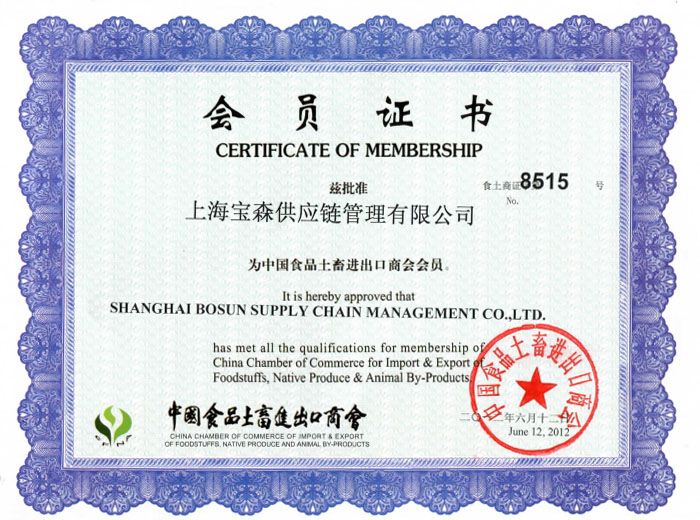 会员证书
CERTIFICATE OF MEMBERSHIP
兹批准
食土商证 8515 号
No.
上海宝森供应链管理有限公司
为中国食品土畜进出口商会会员。
It is hereby approved that
SHANGHAI BOSUN SUPPLY CHAIN MANAGEMENT CO.,LTD.
has met all the qualifications for membership of
China Chamber of Commerce for Import & Export of
Foodstuffs, Native Produce & Animal By-Products.
中国食品土畜进出口商会
二〇一二年六月十二日
June 12, 2012
中國食品土畜進出口商會
CHINA CHAMBER OF COMMERCE OF IMPORT & EXPORT
OF FOODSTUFFS, NATIVE PRODUCE AND ANIMAL BY-PRODUCTS